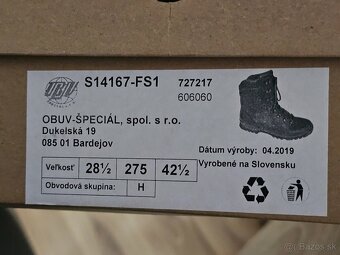 S14167-FS1
727217
606060
OBUV-ŠPECIÁL, spol. s r.o.
Dukelská 19
085 01 Bardejov
Dátum výroby: 04.2019
Vyrobené na Slovensku
Veľkosť 28½ 275 42½
Obvodová skupina: H
© Bazos.sk